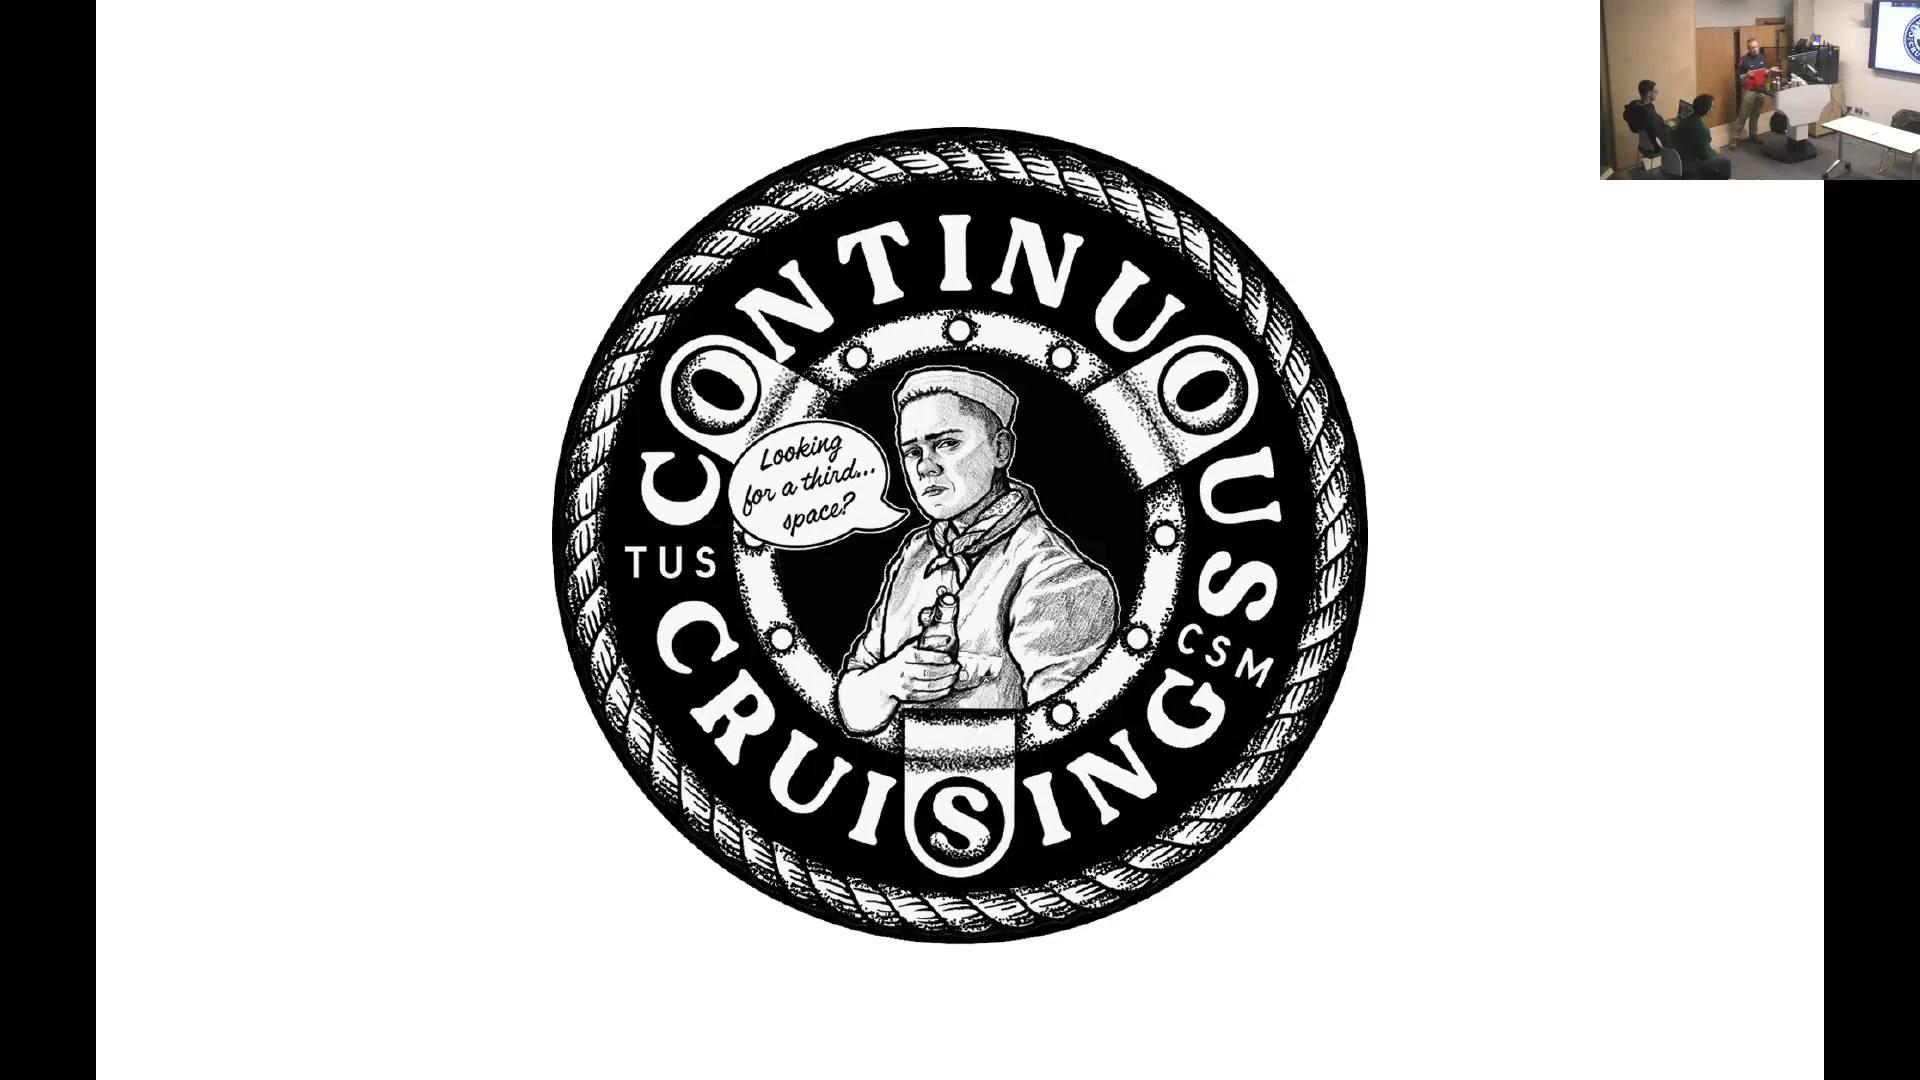 CONTINUOUS
Looking
for a third...
space?
TUS
CSM
CRUISING